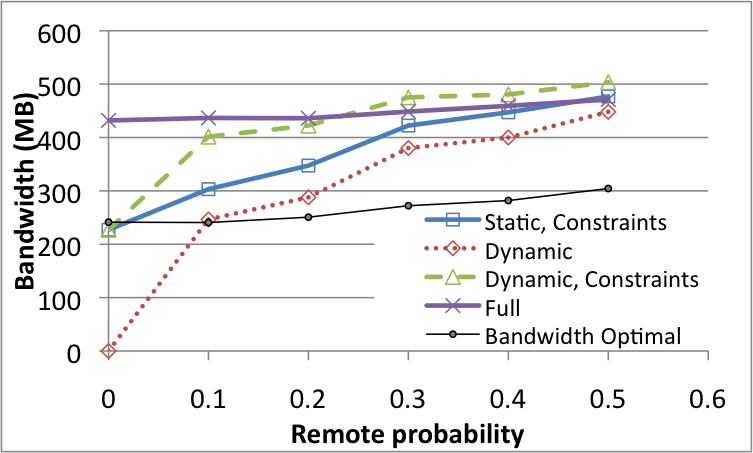 600
500
400
300
200
100
0
Bandwidth (MB)
Static, Constraints
Dynamic
Dynamic, Constraints
Full
Bandwidth Optimal
0 0.1 0.2 0.3 0.4 0.5 0.6
Remote probability